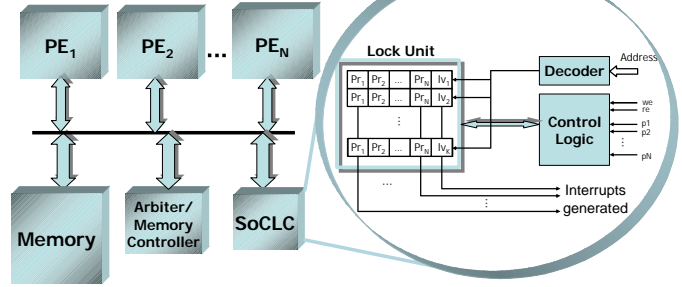 PE1 PE2 ... PEN
Memory
Arbiter/
Memory
Controller
SoCLC
Lock Unit
Pr1 Pr2 ... PrN lv1
Pr1 Pr2 ... PrN lv2
⋮
Pr1 Pr2 ... PrN lvK
...
⋮
Decoder
Address
Control
Logic
we
re
p1
p2
⋮
pN
Interrupts
generated